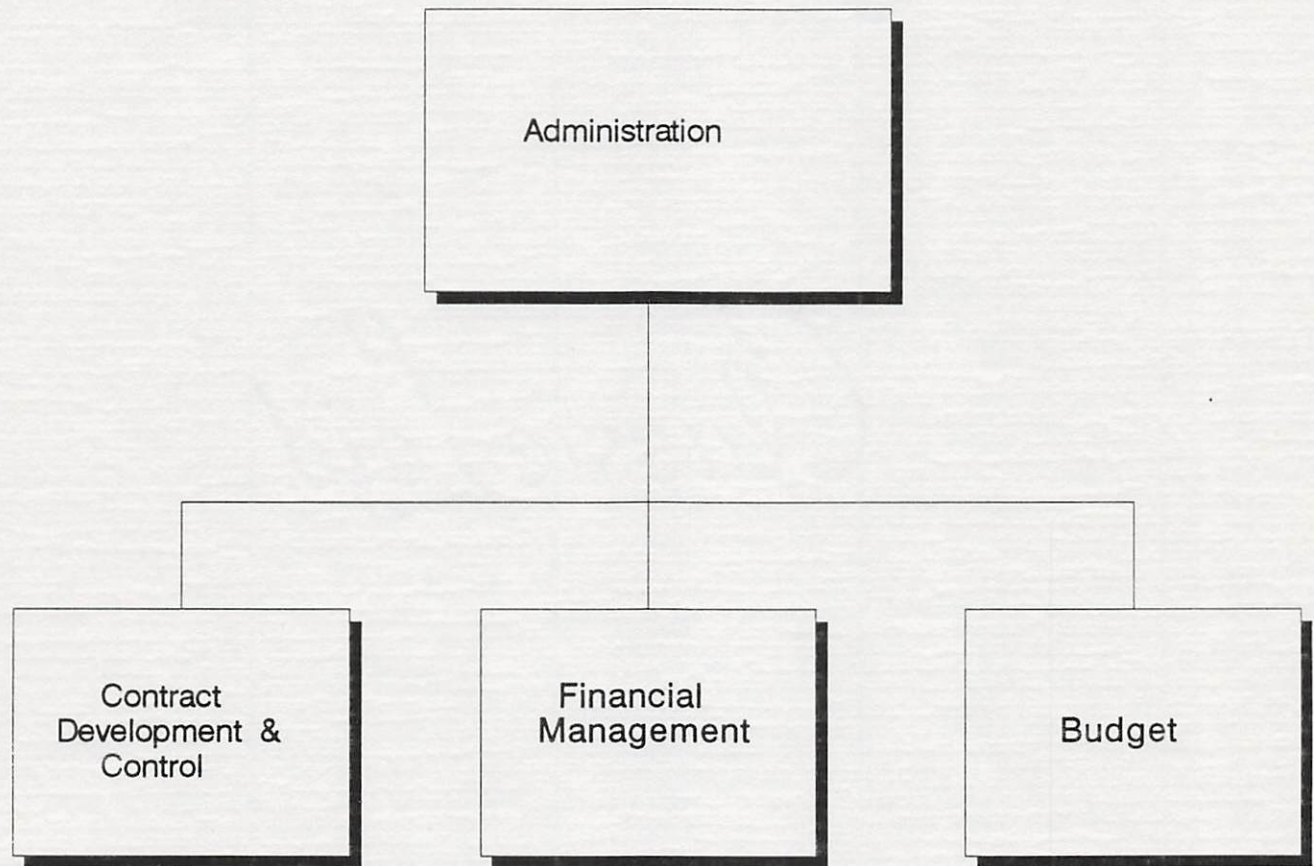 Administration
Contract
Development &
Control
Financial
Management
Budget